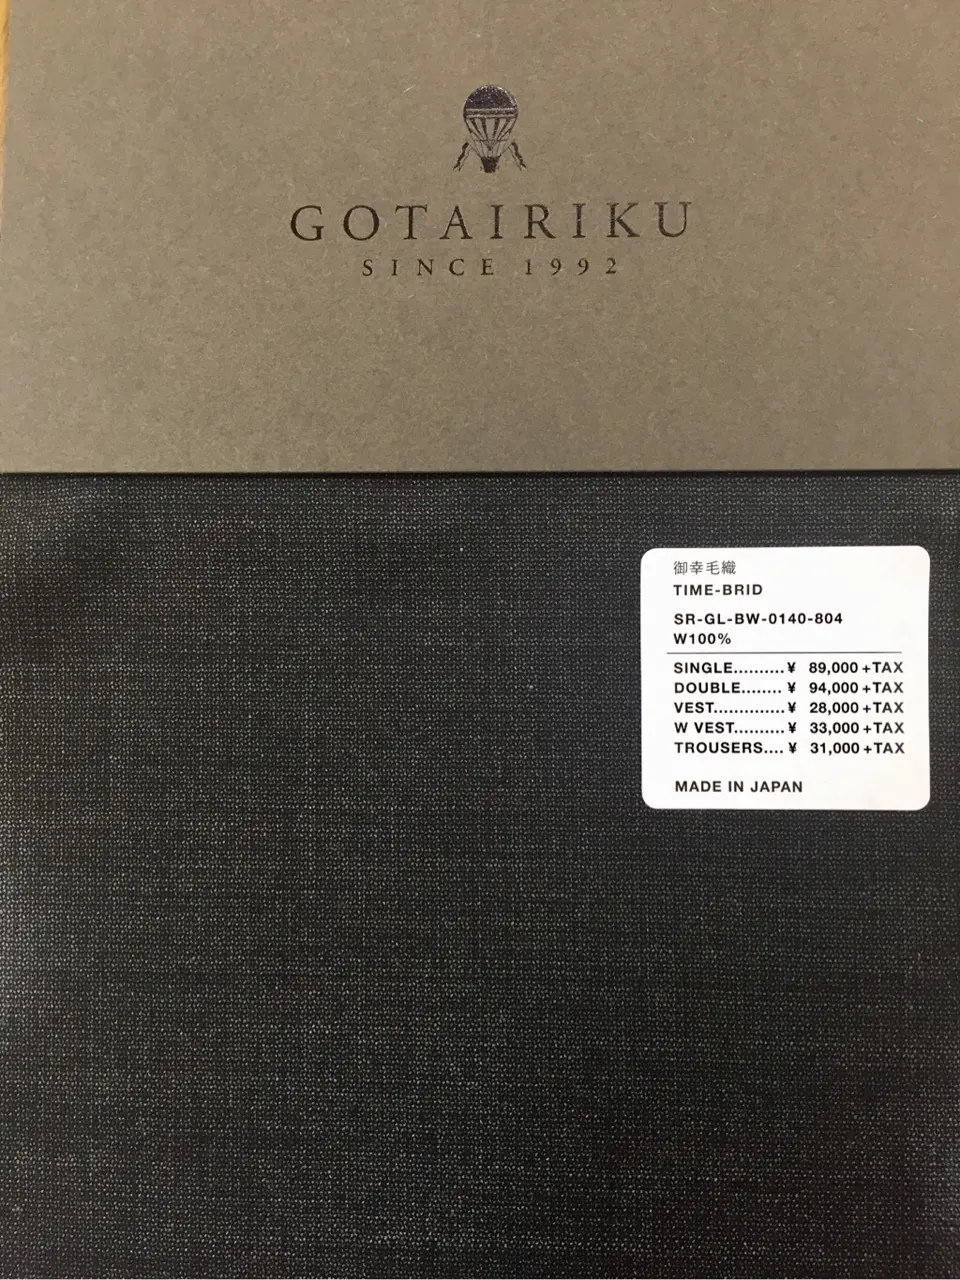 GOTAIRIKU
SINCE 1992
御幸毛織
TIME-BRID
SR-GL-BW-0140-804
W100%
SINGLE..........¥ 89,000+TAX
DOUBLE........ ¥ 94,000+TAX
VEST..............¥ 28,000+TAX
W VEST..........¥ 33,000+TAX
TROUSERS.... ¥ 31,000+TAX
MADE IN JAPAN